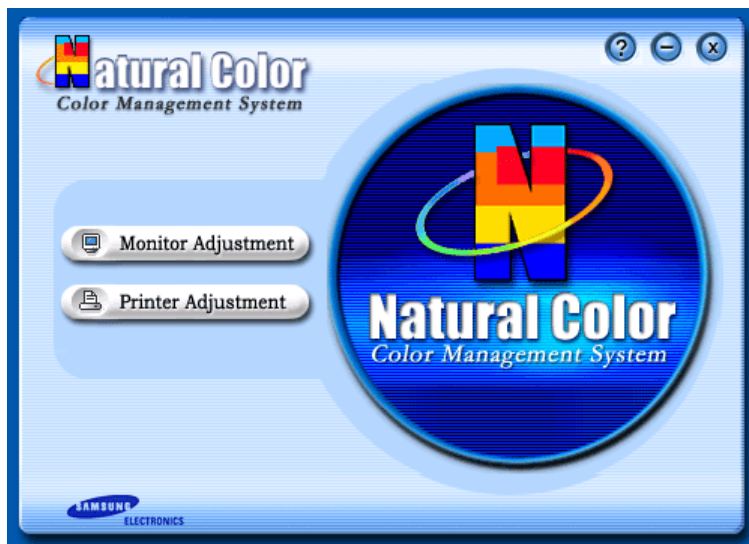 Natural Color
Color Management System
? − x
Monitor Adjustment
Printer Adjustment
N
Natural Color
Color Management System
SAMSUNG
ELECTRONICS